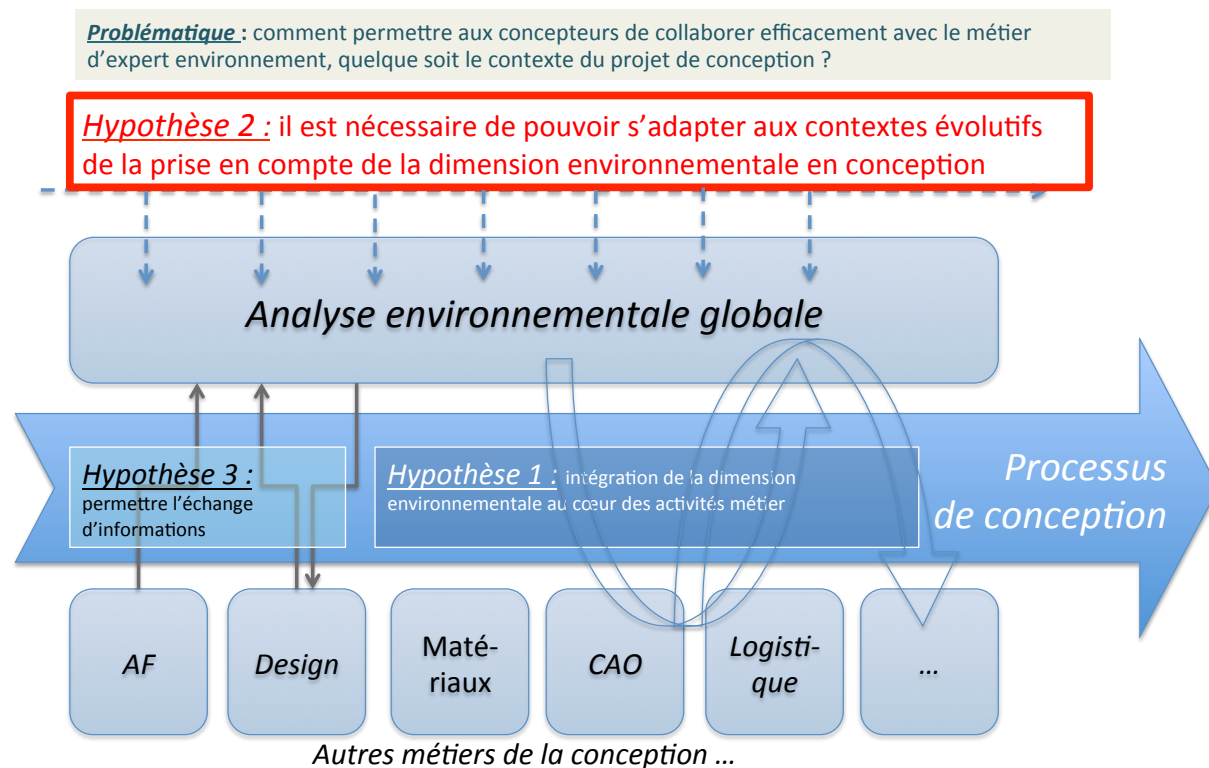 Problématique : comment permettre aux concepteurs de collaborer efficacement avec le métier
d’expert environnement, quelque soit le contexte du projet de conception ?
Hypothèse 2 : il est nécessaire de pouvoir s’adapter aux contextes évolutifs
de la prise en compte de la dimension environnementale en conception
Analyse environnementale globale
Hypothèse 3 :
permettre l’échange
d’informations
Hypothèse 1 : intégration de la dimension
environnementale au cœur des activités métier
Processus
de conception
AF
Design
Maté-
riaux
CAO
Logisti-
que
...
Autres métiers de la conception ...